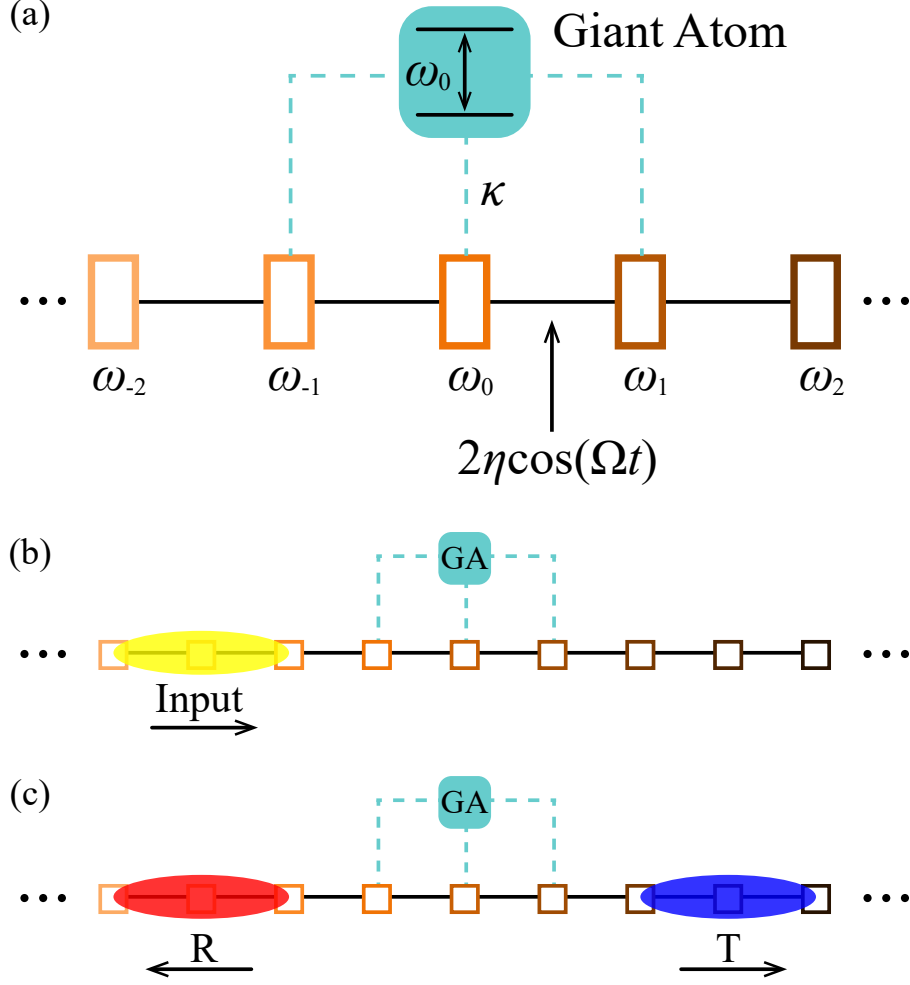 (a)
Giant Atom
ω₀
κ
... ...
ω₋₂ ω₋₁ ω₀ ω₁ ω₂
2ηcos(Ωt)
(b)
GA
... ...
Input
(c)
GA
... ...
R T